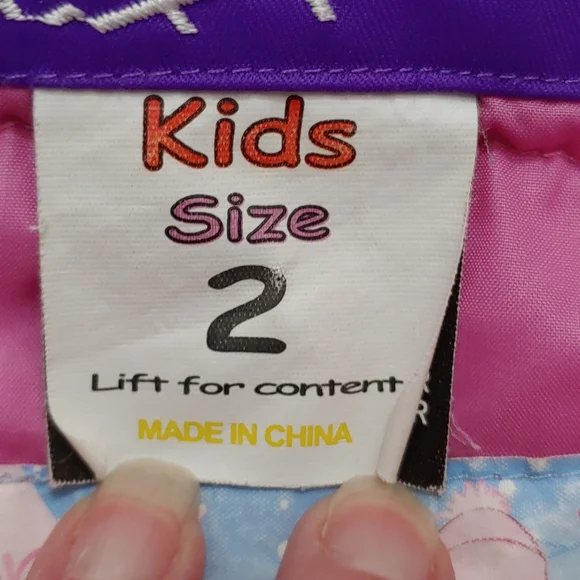 Kids
Size
2
Lift for content
MADE IN CHINA
R